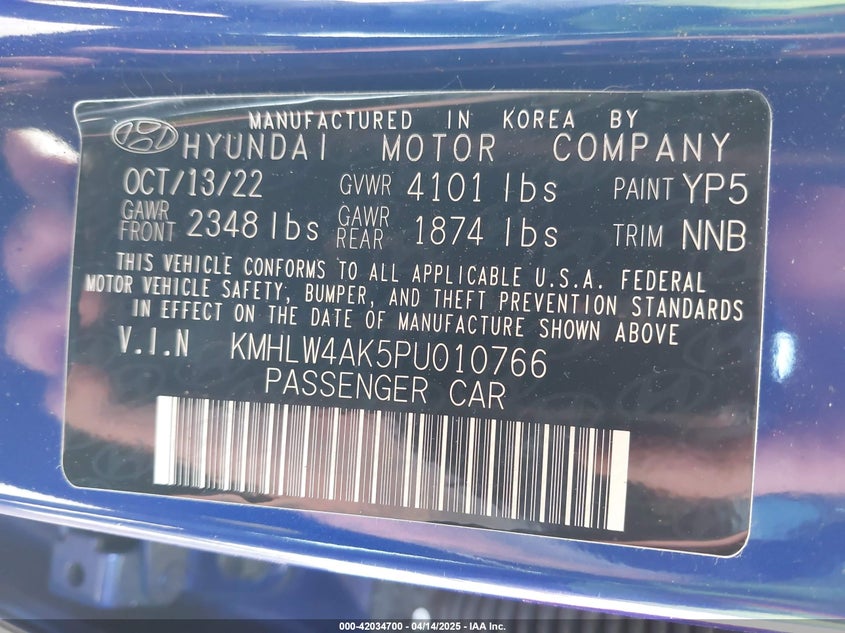 MANUFACTURED IN KOREA BY
HYUNDAI MOTOR COMPANY
OCT/13/22 GVWR 4101 lbs PAINT YP5
GAWR FRONT 2348 lbs GAWR REAR 1874 lbs TRIM NNB
THIS VEHICLE CONFORMS TO ALL APPLICABLE U.S.A. FEDERAL
MOTOR VEHICLE SAFETY, BUMPER, AND THEFT PREVENTION STANDARDS
IN EFFECT ON THE DATE OF MANUFACTURE SHOWN ABOVE
V.I.N KMHLW4AK5PU010766
PASSENGER CAR
000-42034700 - 04/14/2025 - IAA Inc.